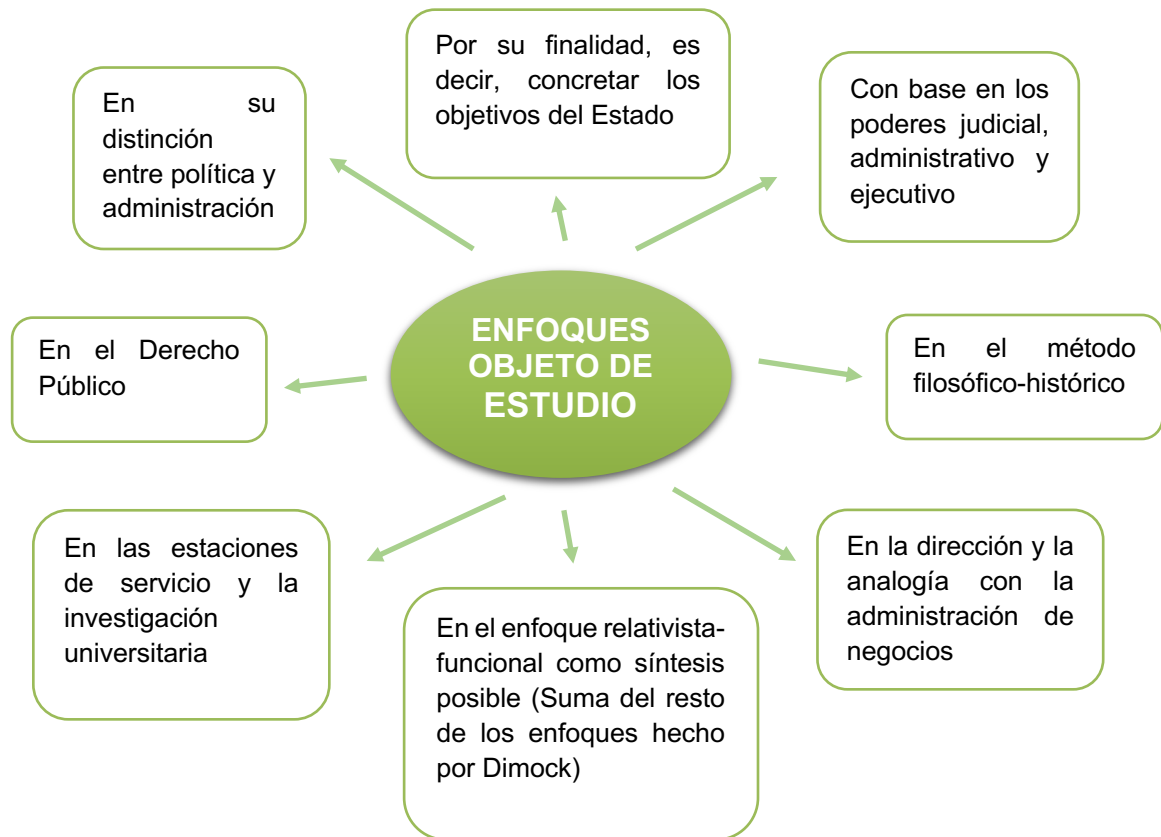 Por su finalidad, es
decir, concretar los
objetivos del Estado
En su
distinción
entre política y
administración
Con base en los
poderes judicial,
administrativo y
ejecutivo
ENFOQUES
OBJETO DE
ESTUDIO
En el Derecho
Público
En el método
filosófico-histórico
En las estaciones
de servicio y la
investigación
universitaria
En el enfoque relativista-
funcional como síntesis
posible (Suma del resto
de los enfoques hecho
por Dimock)
En la dirección y la
analogía con la
administración de
negocios